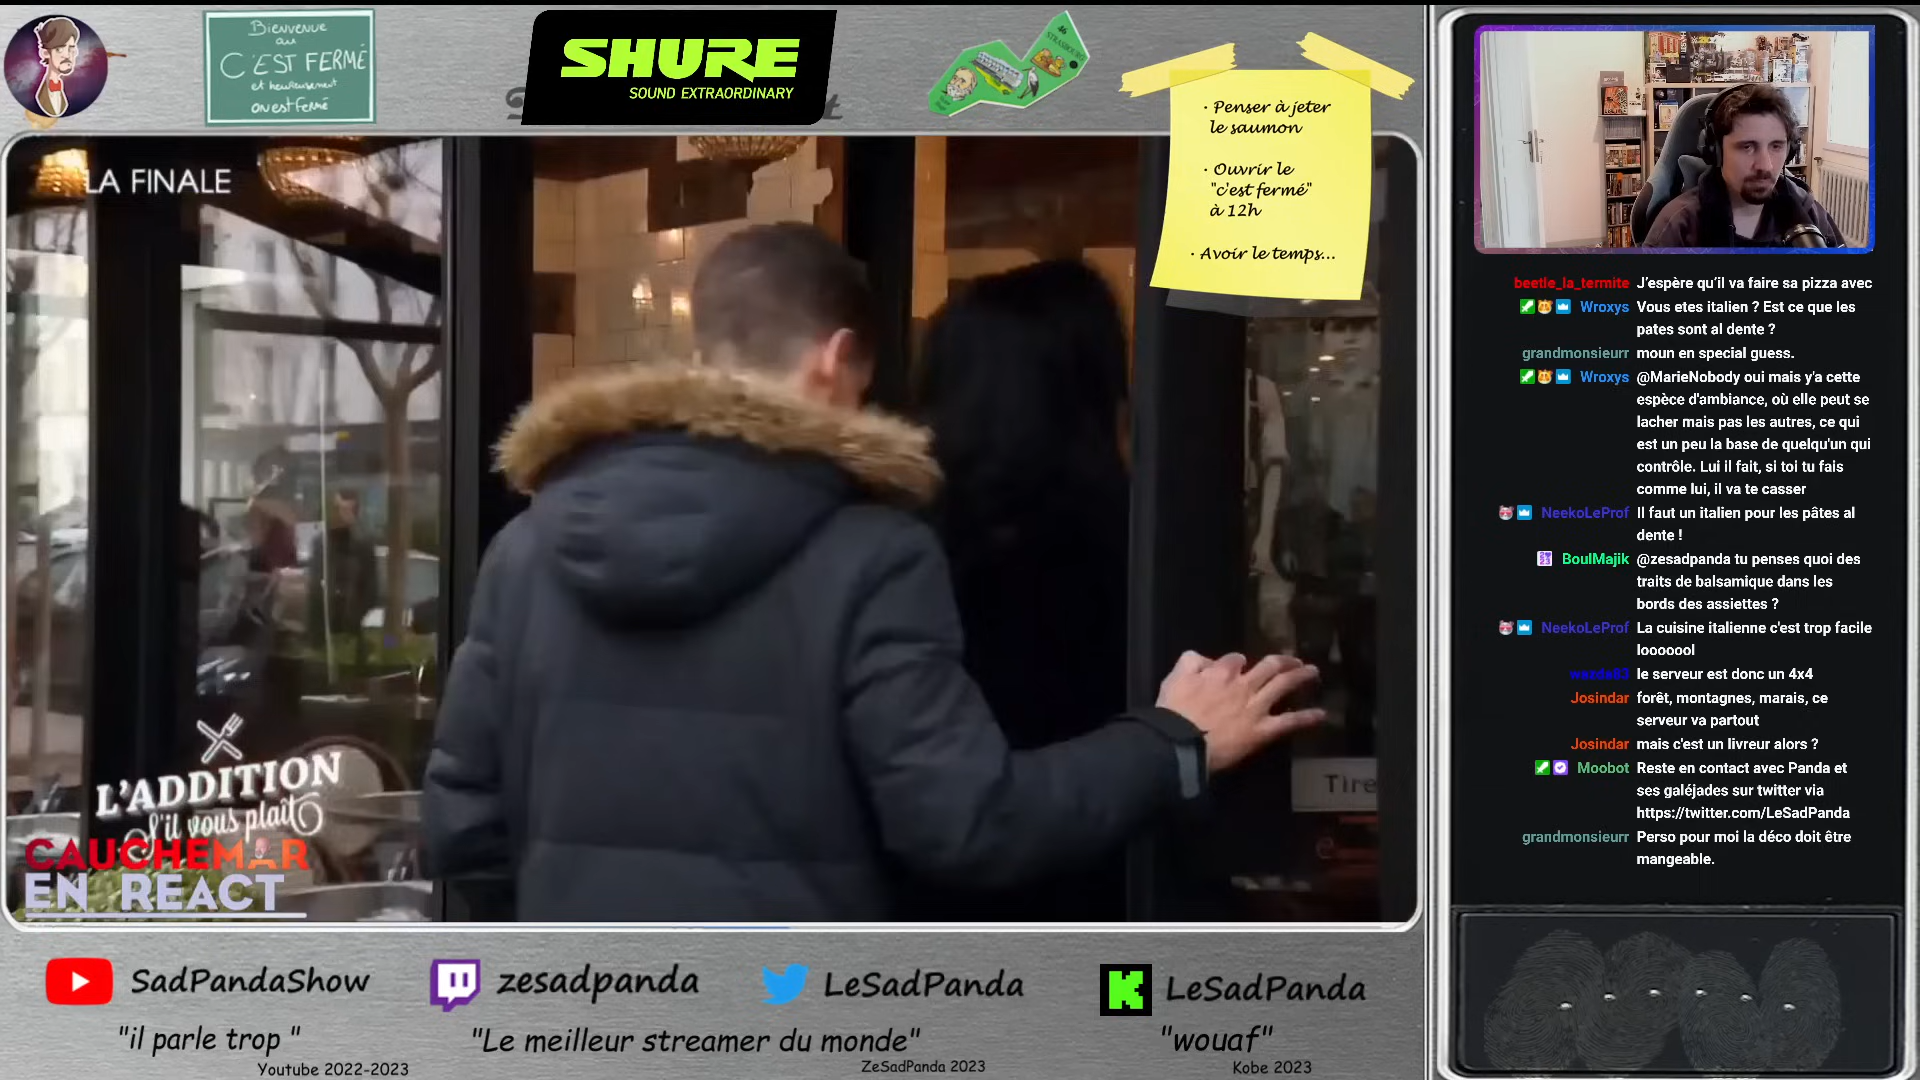 Bienvenue
au
C'EST FERMÉ
et heureusement
on est fermé
SHURE
SOUND EXTRAORDINARY
STRASBOURG
· Penser à jeter
le saumon
· Ouvrir le
"c'est fermé"
à 12h
· Avoir le temps...
LA FINALE
Tire
L'ADDITION
s'il vous plaît
CAUCHEMAR
EN REACT
SadPandaShow
"il parle trop "
Youtube 2022-2023
zesadpanda
"Le meilleur streamer du monde"
ZeSadPanda 2023
LeSadPanda
LeSadPanda
"wouaf"
Kobe 2023
beetle_la_termite J’espère qu’il va faire sa pizza avec
Wroxys Vous etes italien ? Est ce que les
pates sont al dente ?
grandmonsieurr moun en special guess.
Wroxys @MarieNobody oui mais y'a cette
espèce d'ambiance, où elle peut se
lacher mais pas les autres, ce qui
est un peu la base de quelqu'un qui
contrôle. Lui il fait, si toi tu fais
comme lui, il va te casser
NeekoLeProf Il faut un italien pour les pâtes al
dente !
BoulMajik @zesadpanda tu penses quoi des
traits de balsamique dans les
bords des assiettes ?
NeekoLeProf La cuisine italienne c'est trop facile
looooool
le serveur est donc un 4x4
Josindar forêt, montagnes, marais, ce
serveur va partout
Josindar mais c'est un livreur alors ?
Moobot Reste en contact avec Panda et
ses galéjades sur twitter via
https://twitter.com/LeSadPanda
grandmonsieurr Perso pour moi la déco doit être
mangeable.